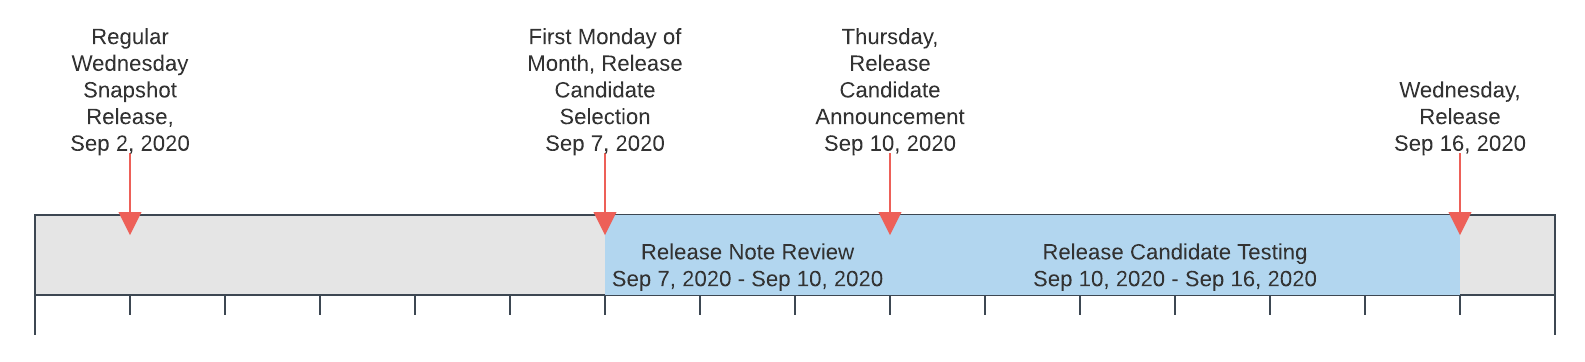 Regular
Wednesday
Snapshot
Release,
Sep 2, 2020
First Monday of
Month, Release
Candidate
Selection
Sep 7, 2020
Thursday,
Release
Candidate
Announcement
Sep 10, 2020
Wednesday,
Release
Sep 16, 2020
Release Note Review
Sep 7, 2020 - Sep 10, 2020
Release Candidate Testing
Sep 10, 2020 - Sep 16, 2020